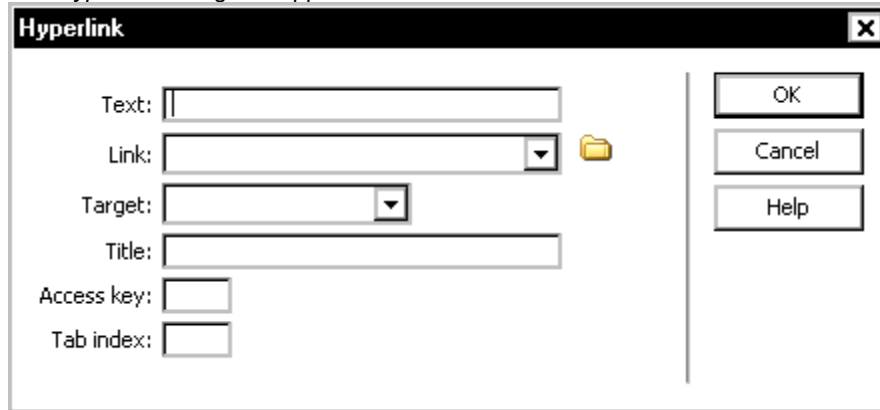 Hyperlink
Text:
OK
Link:
Cancel
Target:
Help
Title:
Access key:
Tab index: